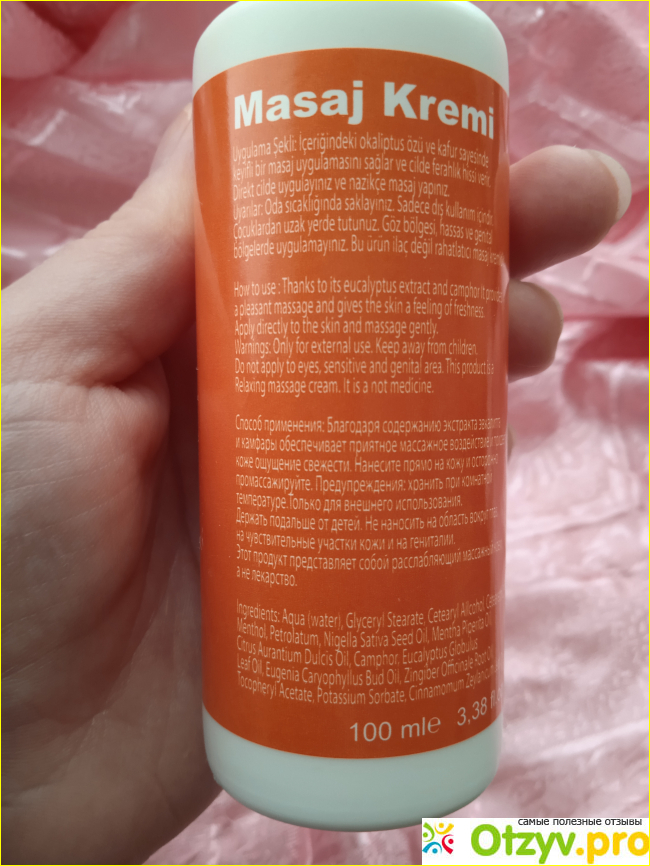 Masaj Kremi
Uygulama Şekli: İçeriğindeki okaliptus özü ve kafur sayesinde
keyifli bir masaj uygulamasını sağlar ve cilde ferahlık hissi verir.
Direkt cilde uygulayınız ve nazikçe masaj yapınız.
Uyarılar: Oda sıcaklığında saklayınız. Sadece dış kullanım içindir.
Çocuklardan uzak yerde tutunuz. Göz bölgesi, hassas ve genital
bölgelerde uygulamayınız. Bu ürün ilaç değil rahatlatıcı masaj
How to use : Thanks to its eucalyptus extract and camphor it
a pleasant massage and gives the skin a feeling of freshness.
Apply directly to the skin and massage gently.
Warnings: Only for external use. Keep away from children.
Do not apply to eyes, sensitive and genital area. This product is a
Relaxing massage cream. It is a not medicine.
Способ применения: Благодаря содержанию экстракта эвкалипта
и камфары обеспечивает приятное массажное воздействие и
коже ощущение свежести. Нанесите прямо на кожу и осторожно
промассажируйте. Предупреждения: хранить при комнатной
температуре.Только для внешнего использования.
Держать подальше от детей. Не наносить на область вокруг
на чувствительные участки кожи и на гениталии.
Этот продукт представляет собой расслабляющий массажный
а не лекарство.
Ingredients: Aqua (water), Glyceryl Stearate, Cetearyl Allcohol,
Menthol, Petrolatum, Nigella Sativa Seed Oil, Mentha Piperita Oil
Citrus Aurantium Dulcis Oil, Camphor. Eucalyptus Globulus
Leaf Oil, Eugenia Caryophyllus Bud Oil, Zingiber Officinale Root Oil
Tocopheryl Acetate, Potassium Sorbate, Cinnamomum
100 ml℮ 3,38 fl
самые полезные отзывы
Otzyv.pro